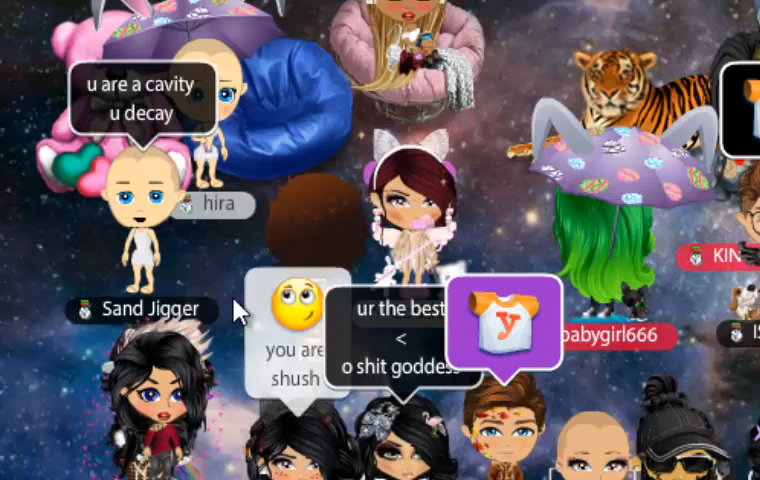 u are a cavity
u decay
hira
Sand Jigger
you are
shush
ur the best
<
o shit goddess
y
babygirl666
KIN